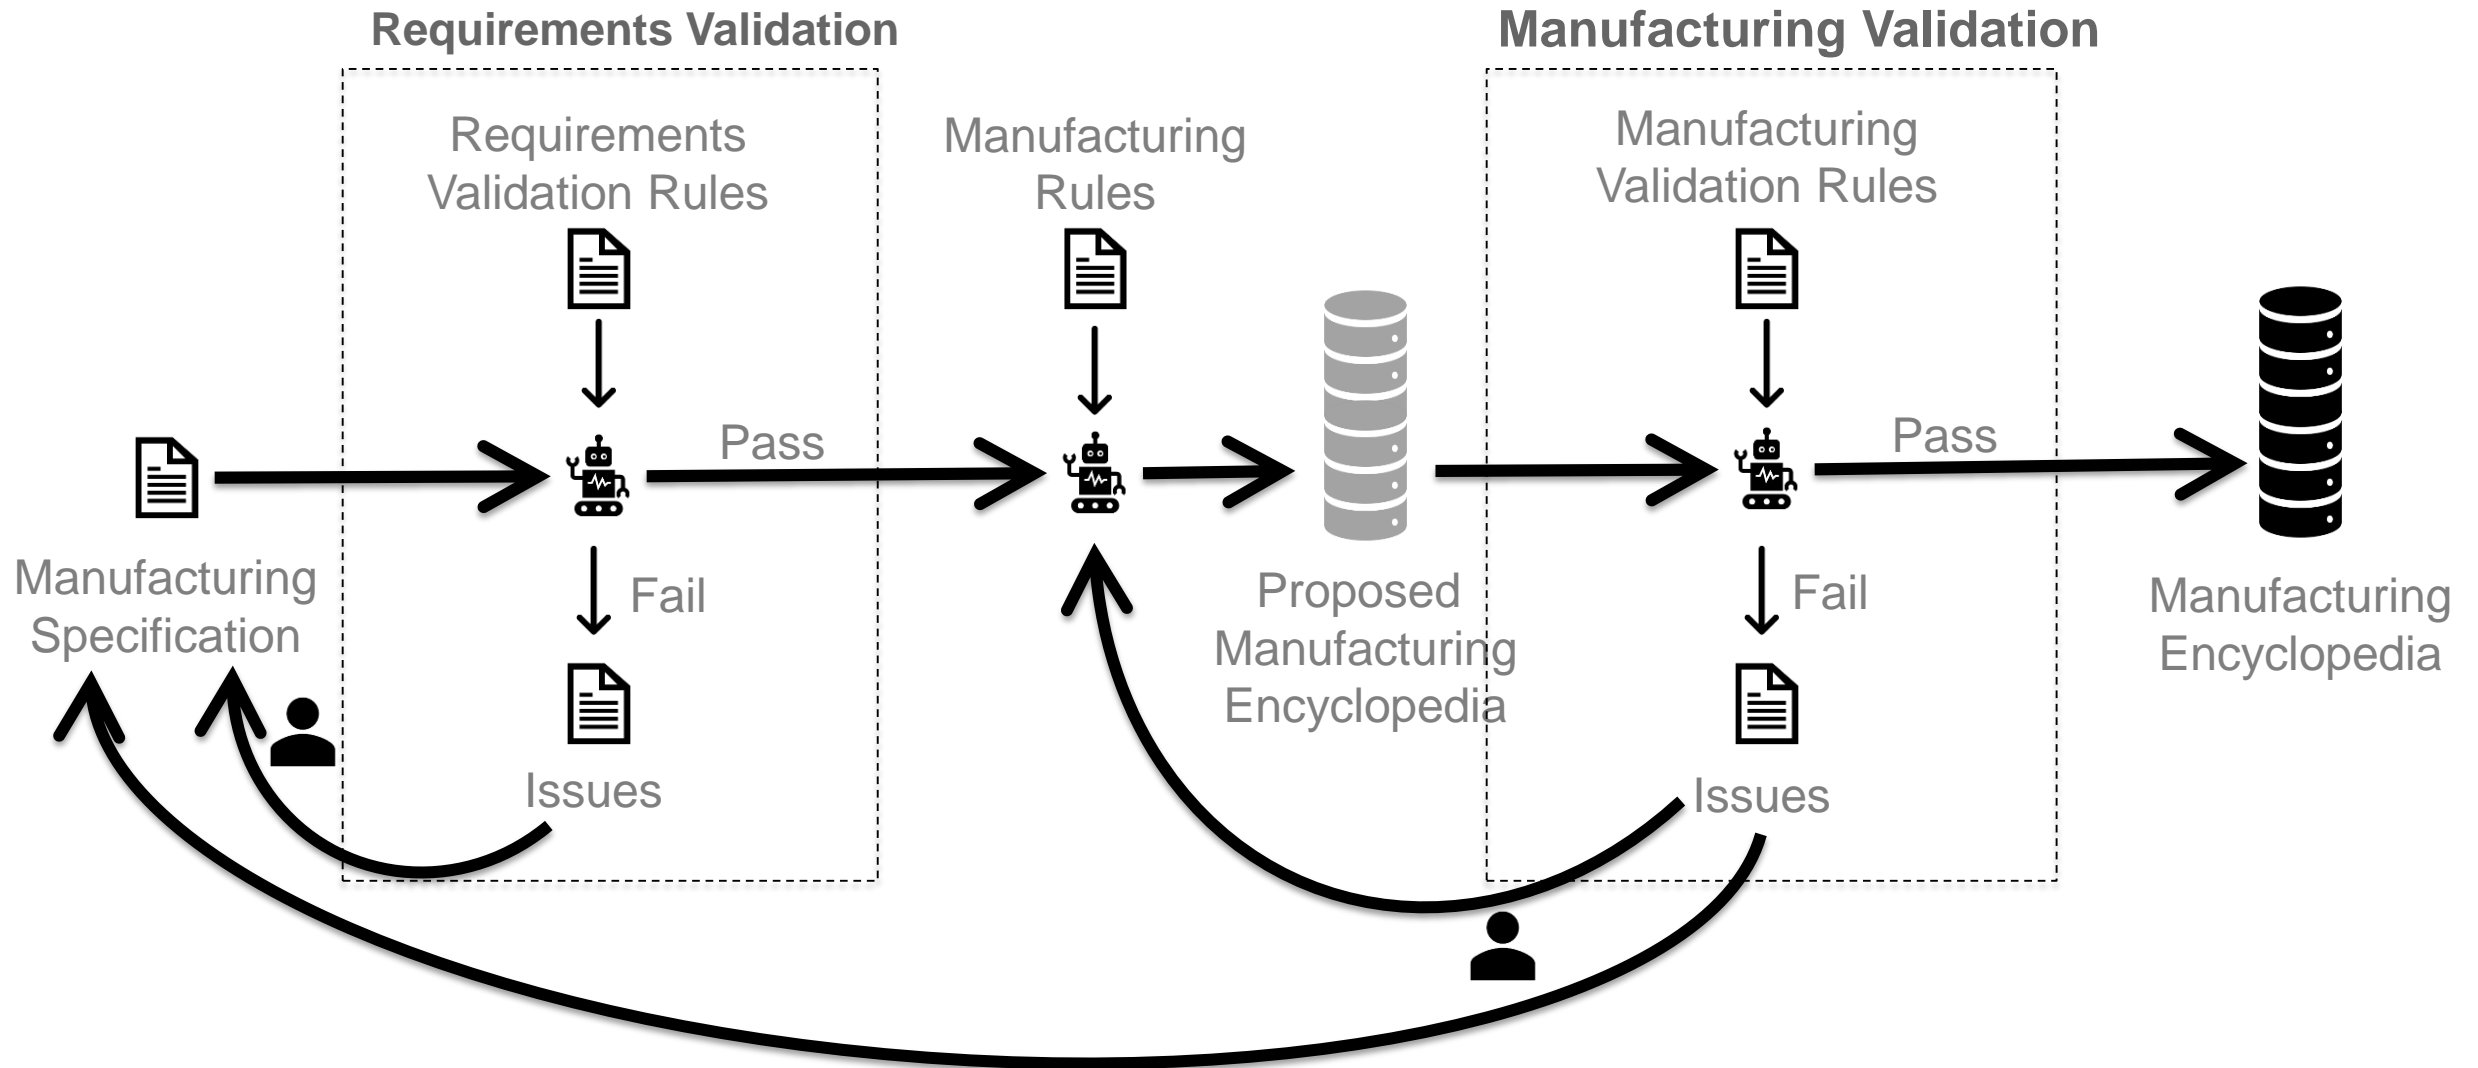 Requirements Validation
Manufacturing Validation
Requirements
Validation Rules
Manufacturing
Rules
Manufacturing
Validation Rules
Pass
Pass
Manufacturing
Specification
Fail
Proposed
Manufacturing
Encyclopedia
Fail
Manufacturing
Encyclopedia
Issues
Issues